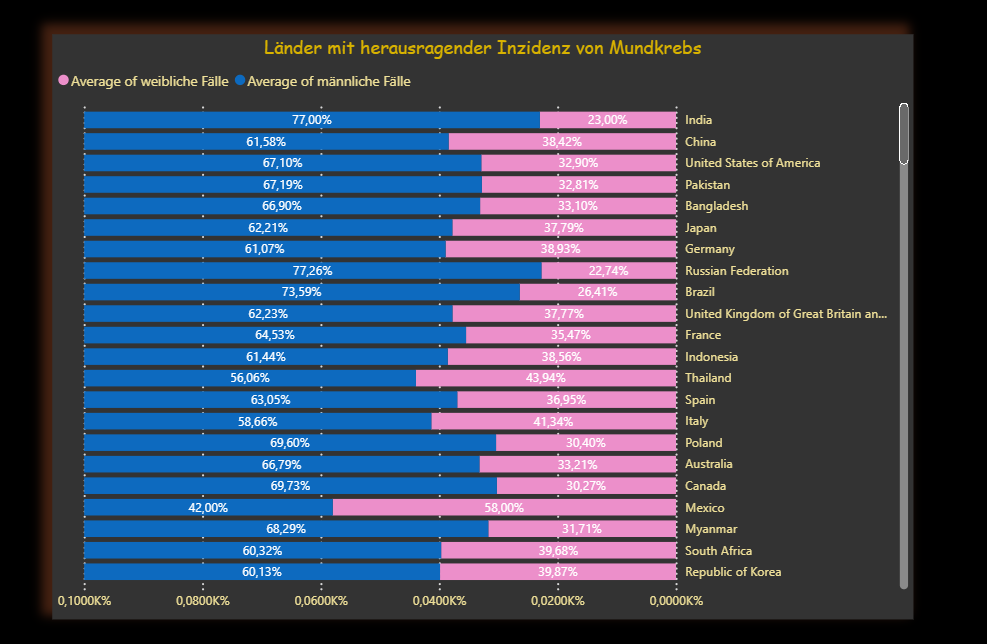 Länder mit herausragender Inzidenz von Mundkrebs
Average of weibliche Fälle Average of männliche Fälle
77,00% 23,00% India
61,58% 38,42% China
67,10% 32,90% United States of America
67,19% 32,81% Pakistan
66,90% 33,10% Bangladesh
62,21% 37,79% Japan
61,07% 38,93% Germany
77,26% 22,74% Russian Federation
73,59% 26,41% Brazil
62,23% 37,77% United Kingdom of Great Britain an...
64,53% 35,47% France
61,44% 38,56% Indonesia
56,06% 43,94% Thailand
63,05% 36,95% Spain
58,66% 41,34% Italy
69,60% 30,40% Poland
66,79% 33,21% Australia
69,73% 30,27% Canada
42,00% 58,00% Mexico
68,29% 31,71% Myanmar
60,32% 39,68% South Africa
60,13% 39,87% Republic of Korea
0,1000K% 0,0800K% 0,0600K% 0,0400K% 0,0200K% 0,0000K%